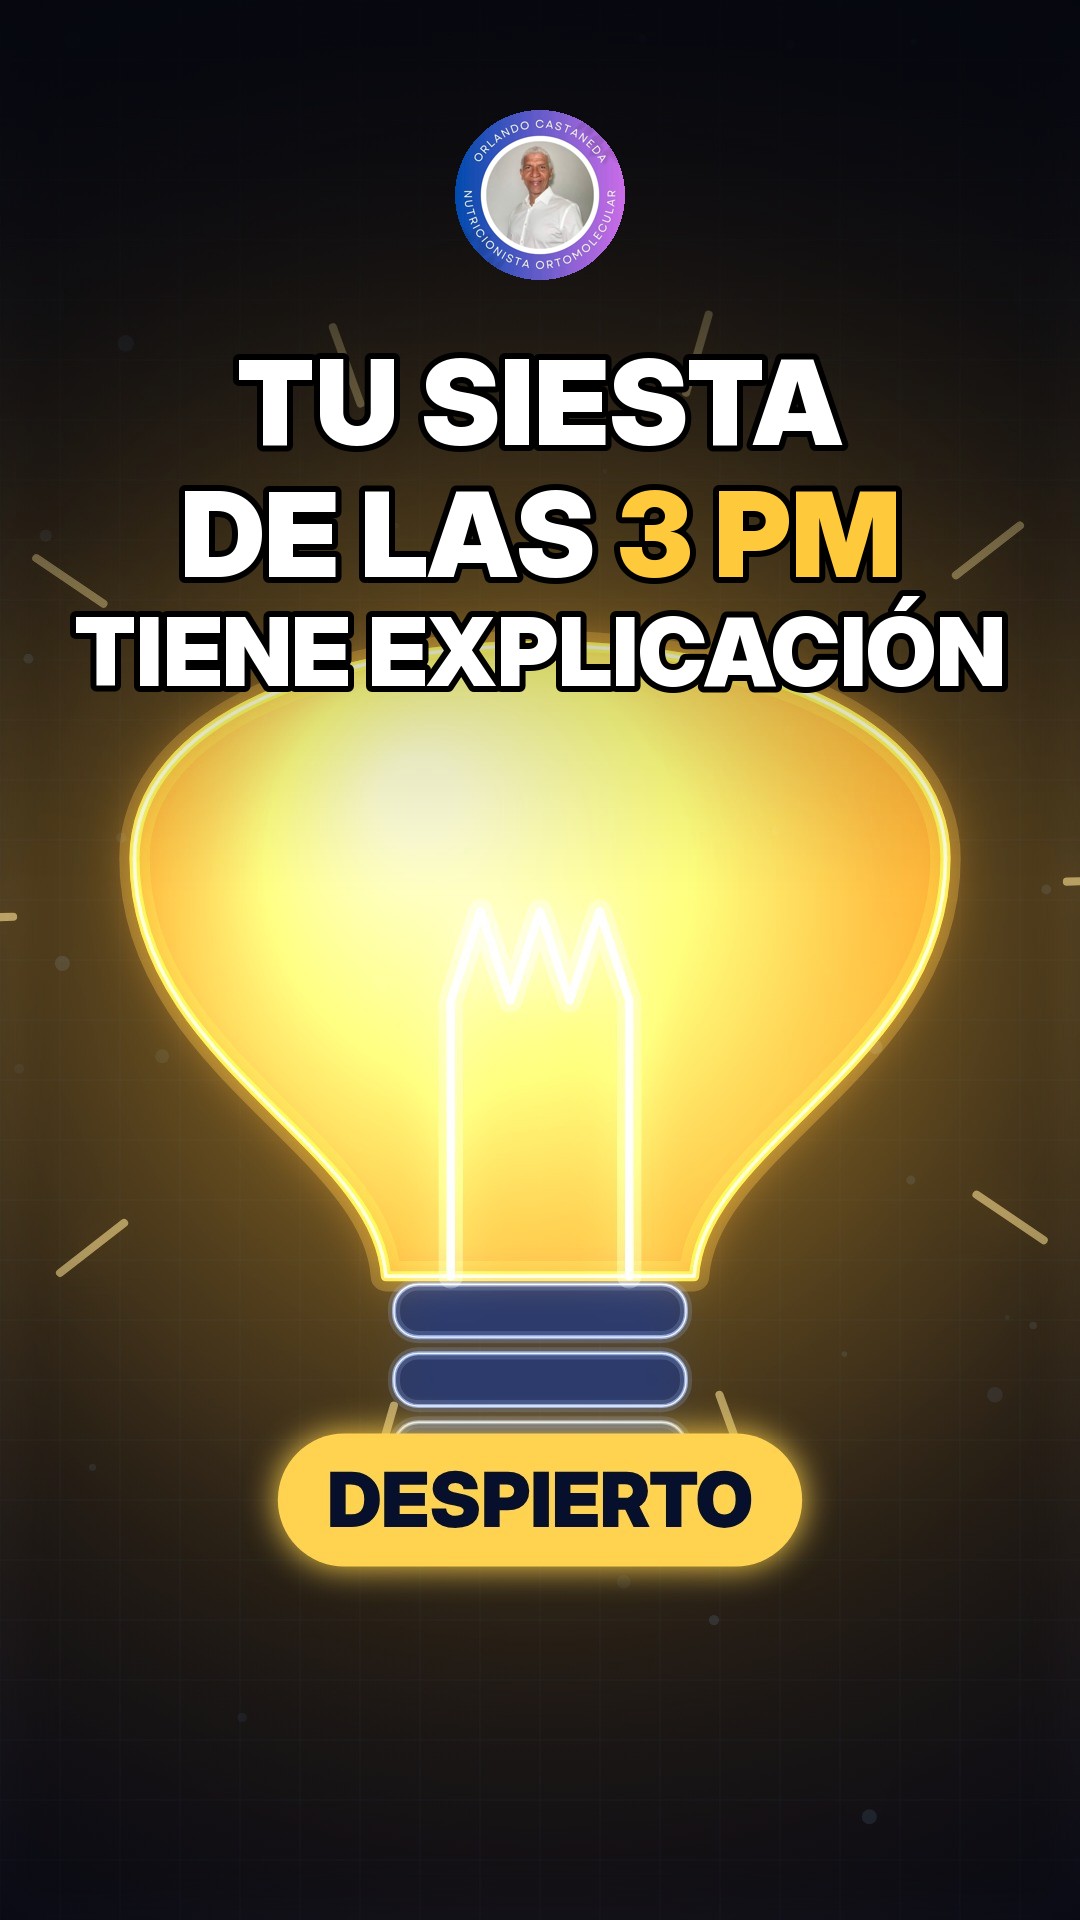 ORLANDO CASTANEDA
NUTRICIONISTA ORTOMOLECULAR
TU SIESTA
DE LAS 3 PM
TIENE EXPLICACIÓN
DESPIERTO